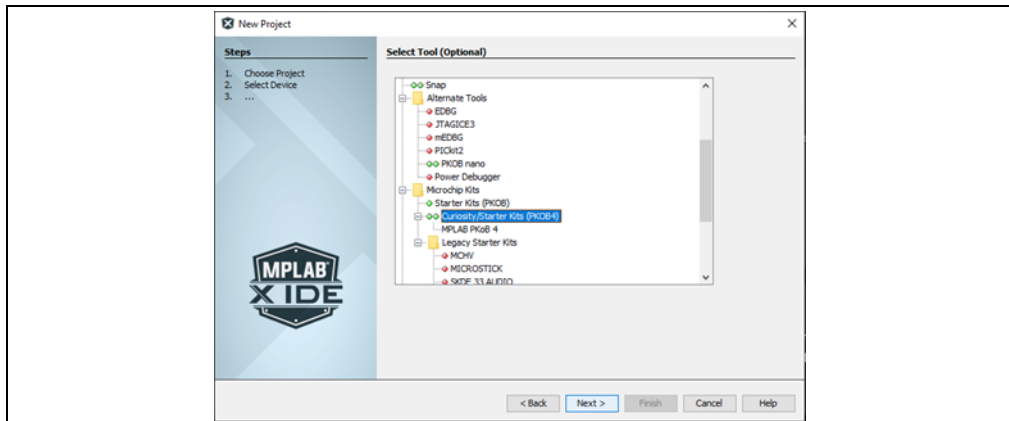 New Project
Steps
1. Choose Project
2. Select Device
3. ...
Select Tool (Optional)
Snap
Alternate Tools
EDBG
JTAGICE3
mEDBG
PICkit2
PKOB nano
Power Debugger
Microchip Kits
Starter Kits (PKOB)
Curiosity/Starter Kits (PKOB4)
MPLAB PKoB 4
Legacy Starter Kits
MCHV
MICROSTICK
SKDE 33 AUDIO
MPLAB
X IDE
< Back Next > Finish Cancel Help